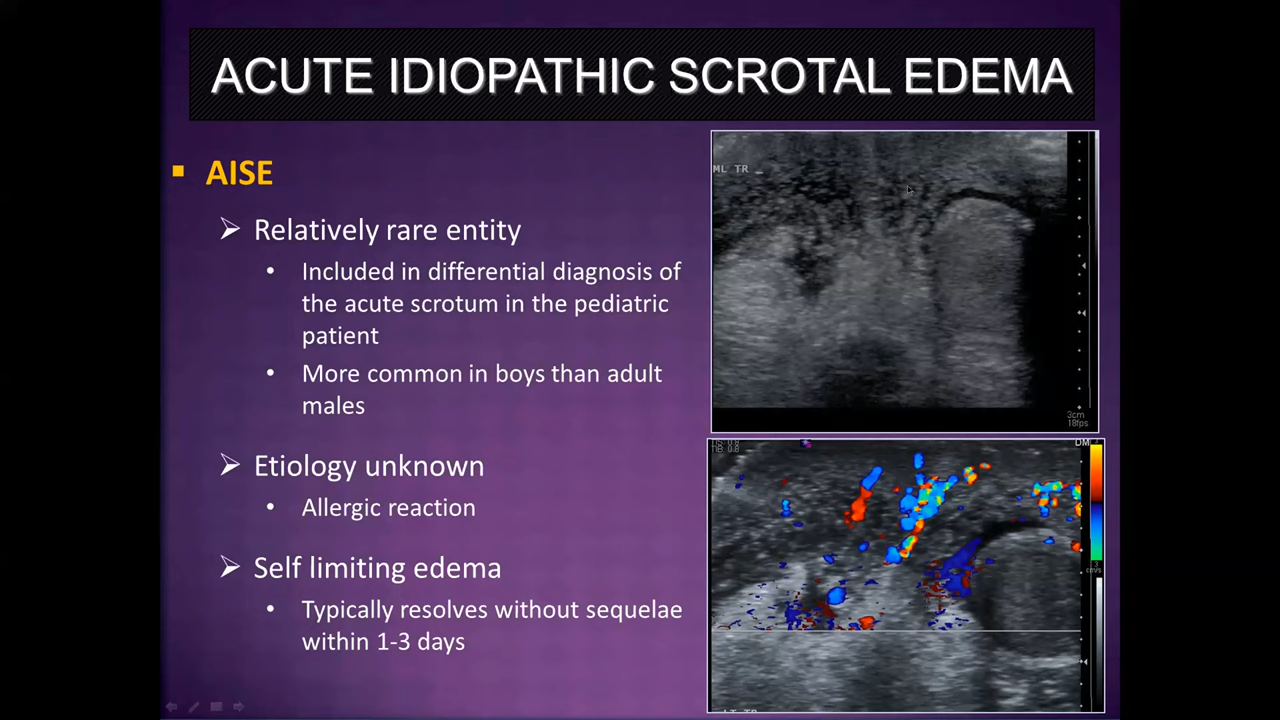 ACUTE IDIOPATHIC SCROTAL EDEMA
AISE
Relatively rare entity
Included in differential diagnosis of
the acute scrotum in the pediatric
patient
More common in boys than adult
males
Etiology unknown
Allergic reaction
Self limiting edema
Typically resolves without sequelae
within 1-3 days
ML TR
3cm
18fps
DM
cm/s